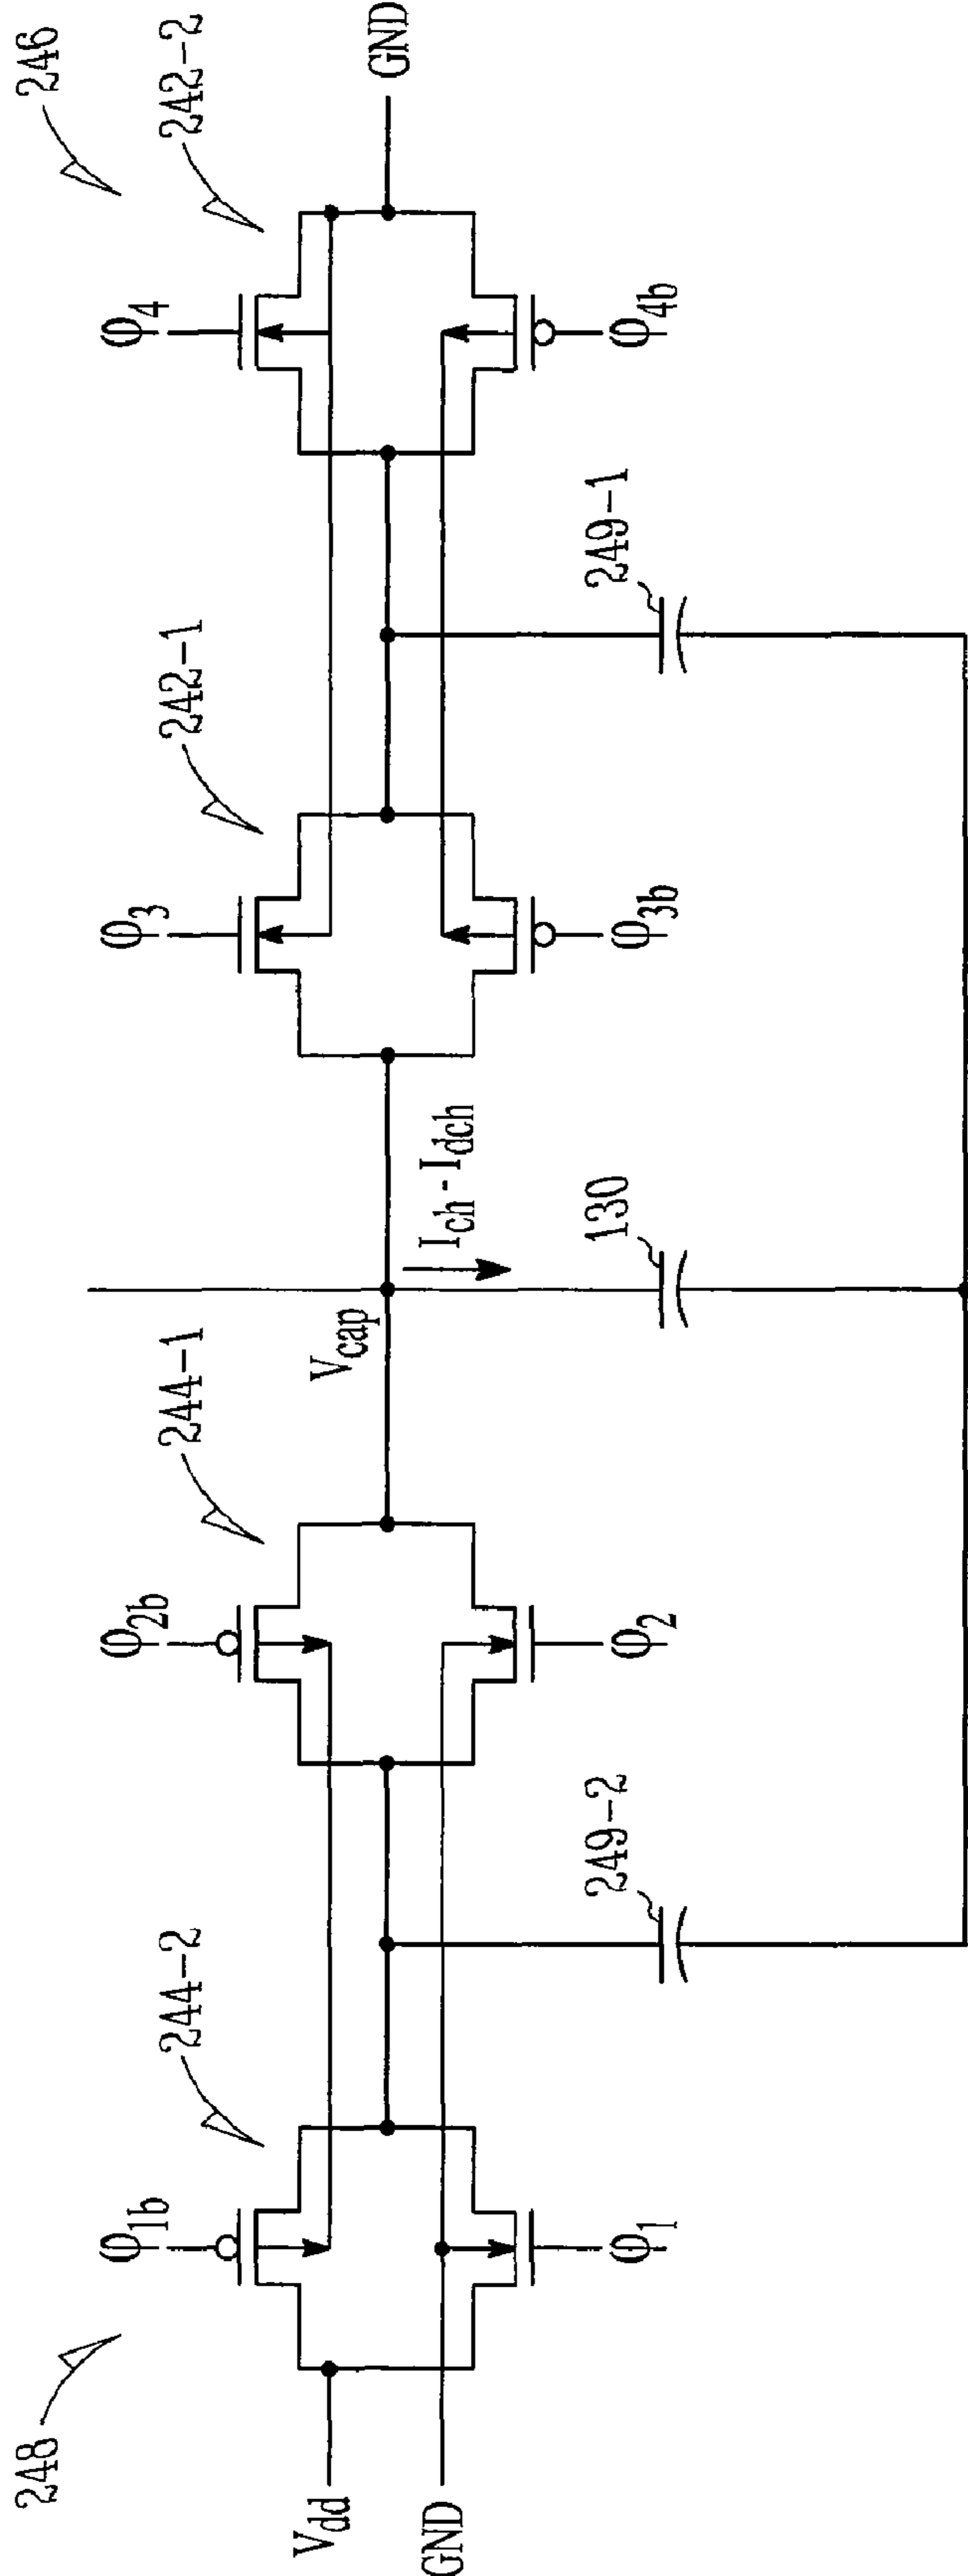 248
246
244-2
244-1
242-1
242-2
φ1b
φ2b
φ3
φ4
Vdd
Vcap
GND
Ich - Idch
GND
φ1
φ2
φ3b
φ4b
249-2
130
249-1